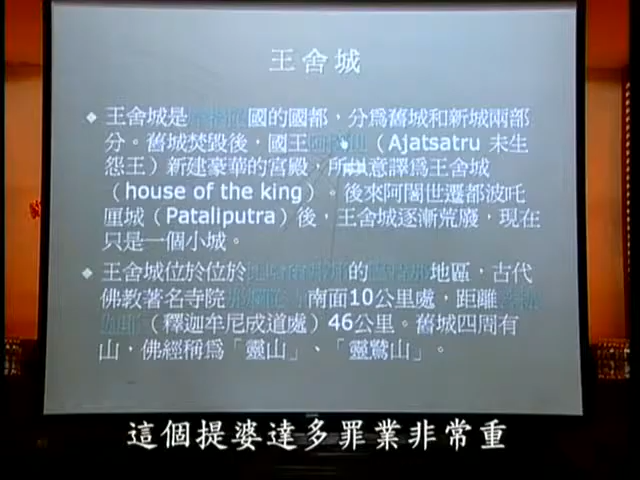 王舍城
◆ 王舍城是國的國都，分為舊城和新城兩部
分。舊城焚毀後，國王（Ajatsatru 未生
怨王）新建豪華的宮殿，所以意譯為王舍城
（house of the king）。後來阿闍世遷都波吒
厘城（Pataliputra）後，王舍城逐漸荒廢，現在
只是一個小城。
◆ 王舍城位於位於的地區，古代
佛教著名寺院南面10公里處，距離
（釋迦牟尼成道處）46公里。舊城四周有
山，佛經稱為「靈山」、「靈鷲山」。
這個提婆達多罪業非常重